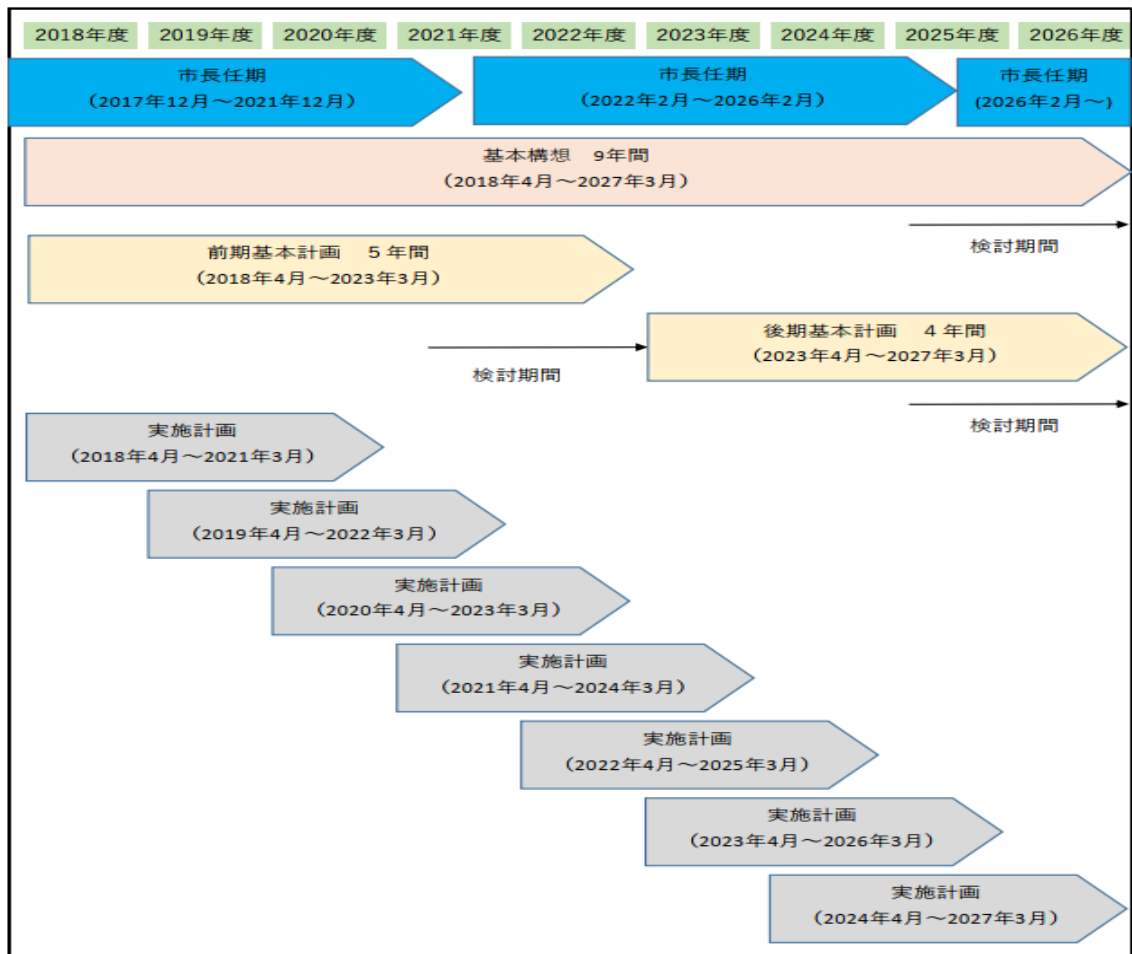 2018年度 2019年度 2020年度 2021年度 2022年度 2023年度 2024年度 2025年度 2026年度
市長任期
（2017年12月～2021年12月）
市長任期
（2022年2月～2026年2月）
市長任期
(2026年2月～)
基本構想　9年間
（2018年4月～2027年3月）
検討期間
前期基本計画　５年間
（2018年4月～2023年3月）
後期基本計画　４年間
（2023年4月～2027年3月）
検討期間
検討期間
実施計画
（2018年4月～2021年3月）
実施計画
（2019年4月～2022年3月）
実施計画
（2020年4月～2023年3月）
実施計画
（2021年4月～2024年3月）
実施計画
（2022年4月～2025年3月）
実施計画
（2023年4月～2026年3月）
実施計画
（2024年4月～2027年3月）